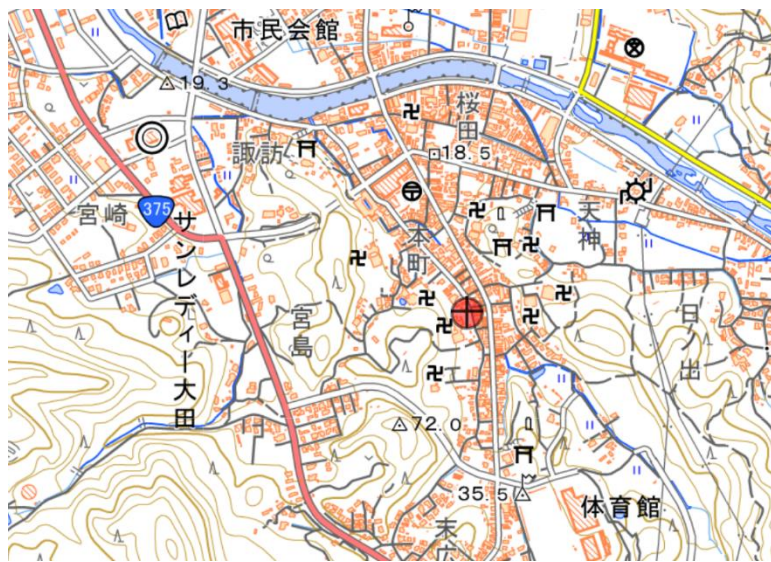 市民会館
19.3
桜田
諏訪
18.5
宮崎
375
サンレディー大田
本町
天神
宮島
日ノ出
72.0
35.5
体育館
末広